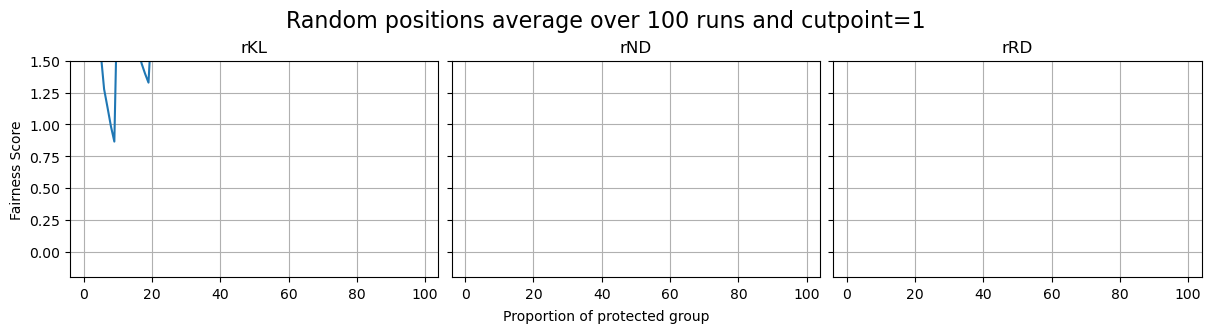 Random positions average over 100 runs and cutpoint=1
rKL rND rRD
1.50
1.25
1.00
0.75
0.50
0.25
0.00
Fairness Score
0 20 40 60 80 100 0 20 40 60 80 100 0 20 40 60 80 100
Proportion of protected group